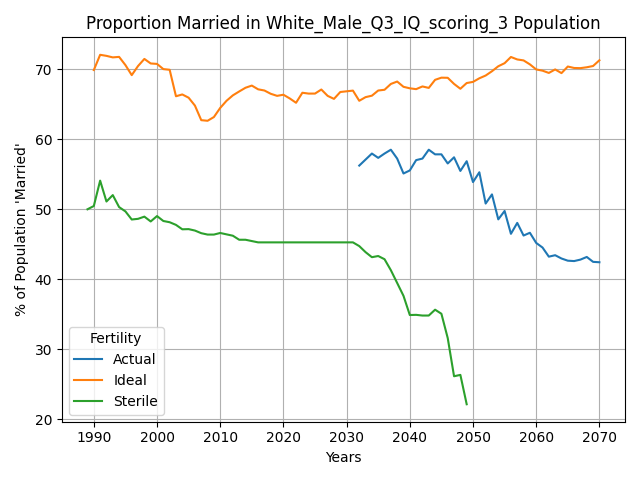 Proportion Married in White_Male_Q3_IQ_scoring_3 Population
% of Population 'Married'
70
60
50
40
30
20
Fertility
Actual
Ideal
Sterile
1990 2000 2010 2020 2030 2040 2050 2060 2070
Years